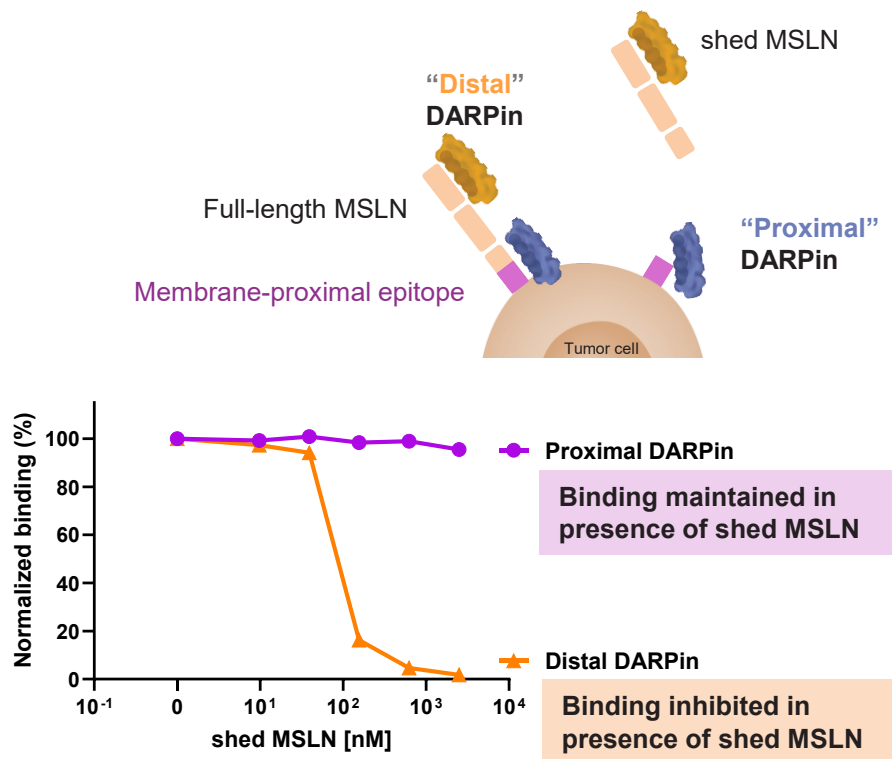 shed MSLN
“Distal”
DARPin
Full-length MSLN
“Proximal”
DARPin
Membrane-proximal epitope
Tumor cell
Normalized binding (%)
100
80
60
40
20
0
10⁻¹
0
10¹
10²
10³
10⁴
shed MSLN [nM]
Proximal DARPin
Binding maintained in
presence of shed MSLN
Distal DARPin
Binding inhibited in
presence of shed MSLN